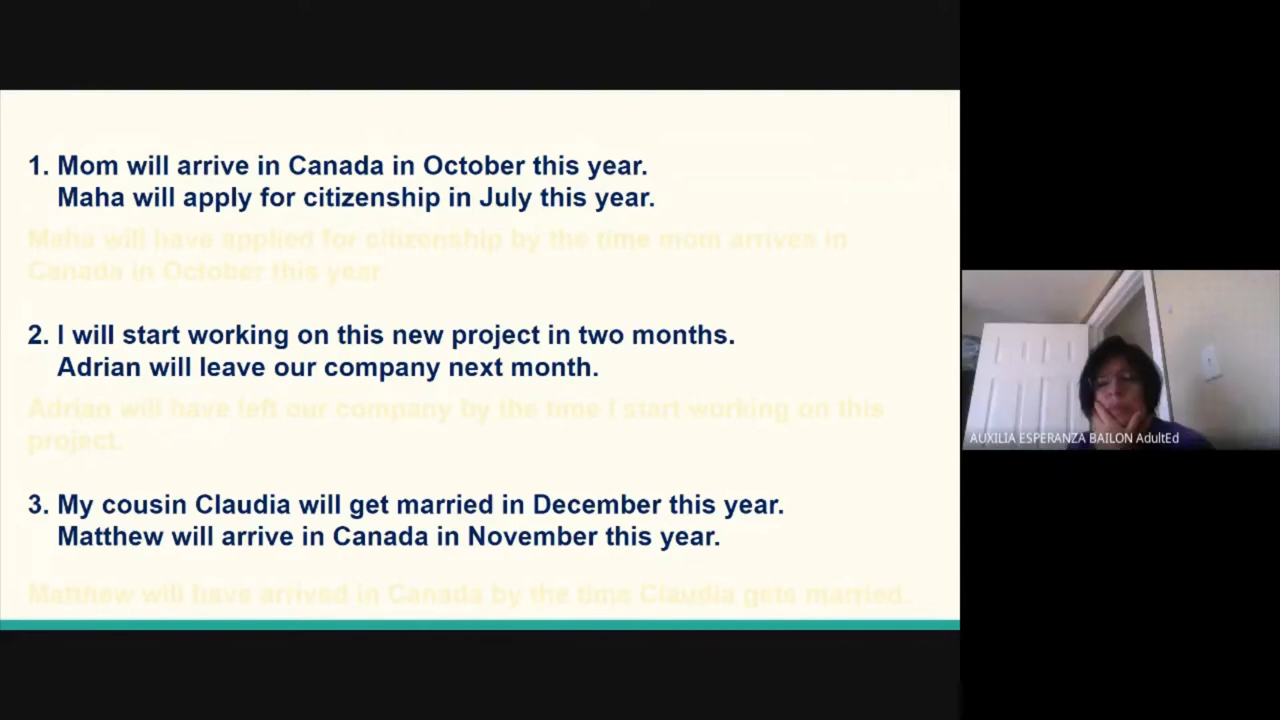 1. Mom will arrive in Canada in October this year.
Maha will apply for citizenship in July this year.
Maha will have applied for citizenship by the time mom arrives in
Canada in October this year
2. I will start working on this new project in two months.
Adrian will leave our company next month.
Adrian will have left our company by the time I start working on this
project.
3. My cousin Claudia will get married in December this year.
Matthew will arrive in Canada in November this year.
Matthew will have arrived in Canada by the time Claudia gets married.
AUXILIA ESPERANZA BAILON AdultEd